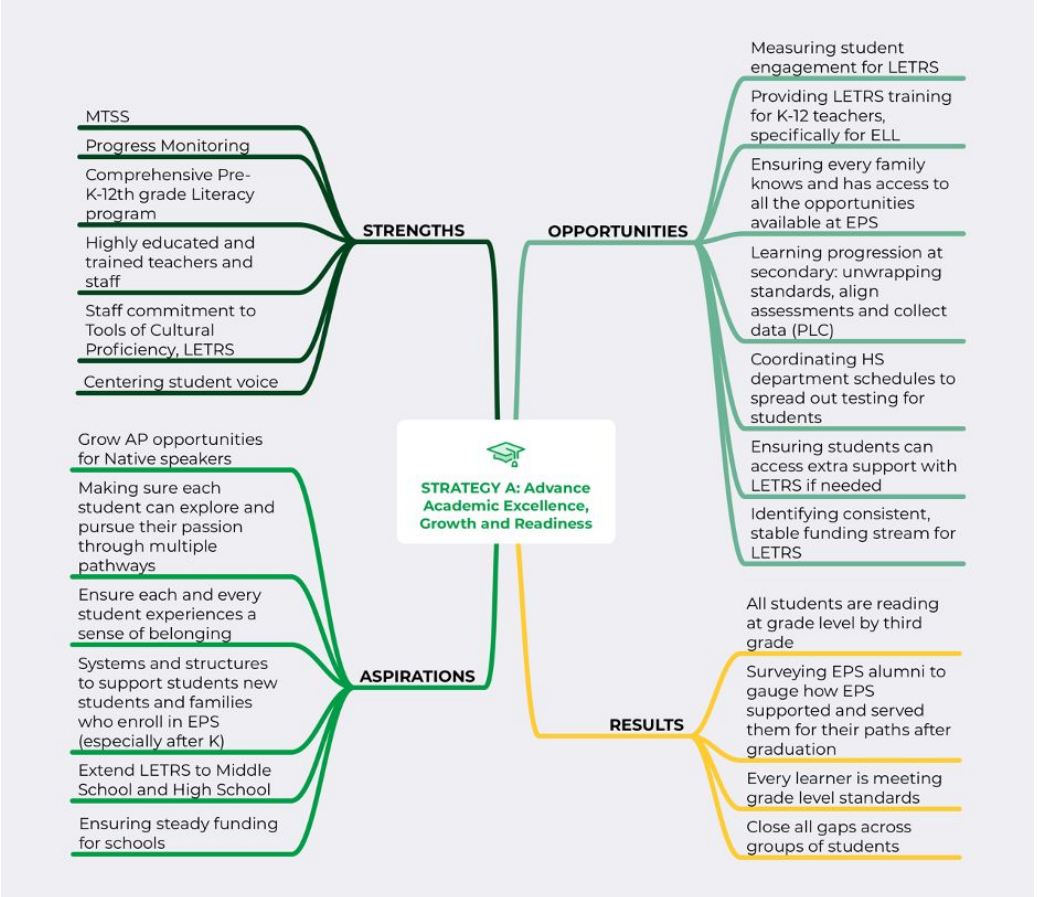 STRATEGY A: Advance
Academic Excellence,
Growth and Readiness
STRENGTHS
MTSS
Progress Monitoring
Comprehensive Pre-
K-12th grade Literacy
program
Highly educated and
trained teachers and
staff
Staff commitment to
Tools of Cultural
Proficiency, LETRS
Centering student voice
OPPORTUNITIES
Measuring student
engagement for LETRS
Providing LETRS training
for K-12 teachers,
specifically for ELL
Ensuring every family
knows and has access to
all the opportunities
available at EPS
Learning progression at
secondary: unwrapping
standards, align
assessments and collect
data (PLC)
Coordinating HS
department schedules to
spread out testing for
students
Ensuring students can
access extra support with
LETRS if needed
Identifying consistent,
stable funding stream for
LETRS
ASPIRATIONS
Grow AP opportunities
for Native speakers
Making sure each
student can explore and
pursue their passion
through multiple
pathways
Ensure each and every
student experiences a
sense of belonging
Systems and structures
to support students new
students and families
who enroll in EPS
(especially after K)
Extend LETRS to Middle
School and High School
Ensuring steady funding
for schools
RESULTS
All students are reading
at grade level by third
grade
Surveying EPS alumni to
gauge how EPS
supported and served
them for their paths after
graduation
Every learner is meeting
grade level standards
Close all gaps across
groups of students